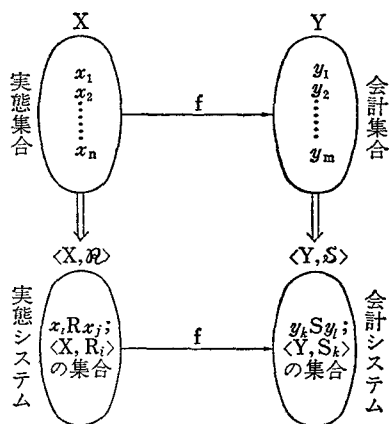 X
Y
実態集合
x₁
x₂
xₙ
f
y₁
y₂
yₘ
会計集合
⟨X, ℛ⟩
⟨Y, 𝒮⟩
実態システム
xᵢRxⱼ;
⟨X, Rᵢ⟩
の集合
f
yₖSyₗ;
⟨Y, Sₖ⟩
の集合
会計システム